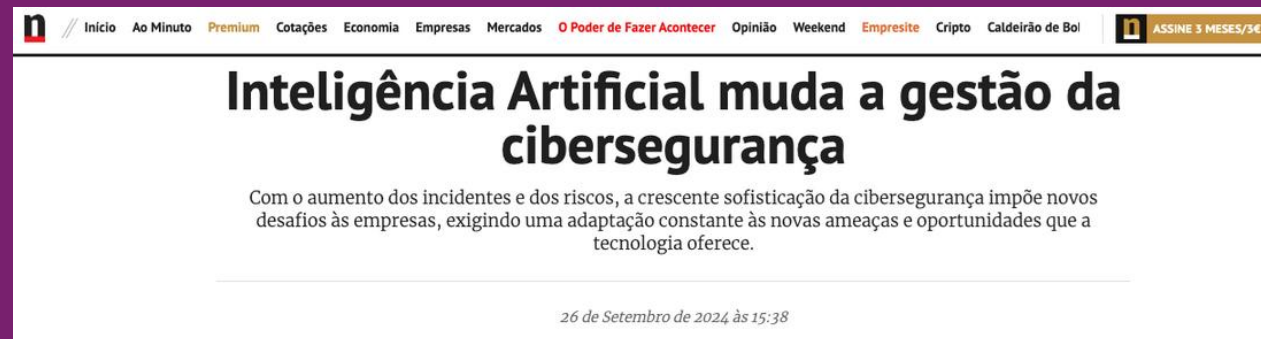 n // Início Ao Minuto Premium Cotações Economia Empresas Mercados O Poder de Fazer Acontecer Opinião Weekend Empresite Cripto Caldeirão de Bol n ASSINE 3 MESES/3€
Inteligência Artificial muda a gestão da
cibersegurança
Com o aumento dos incidentes e dos riscos, a crescente sofisticação da cibersegurança impõe novos
desafios às empresas, exigindo uma adaptação constante às novas ameaças e oportunidades que a
tecnologia oferece.
26 de Setembro de 2024 às 15:38